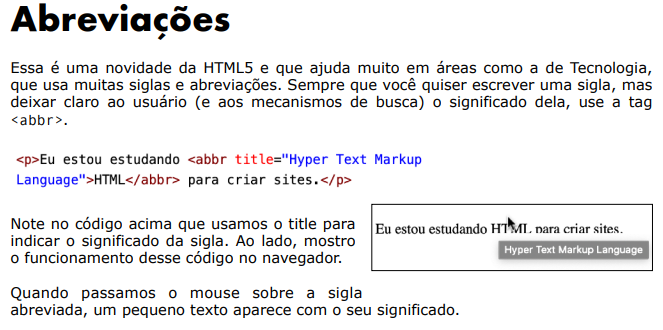 Abreviações
Essa é uma novidade da HTML5 e que ajuda muito em áreas como a de Tecnologia,
que usa muitas siglas e abreviações. Sempre que você quiser escrever uma sigla, mas
deixar claro ao usuário (e aos mecanismos de busca) o significado dela, use a tag
<abbr>.
<p>Eu estou estudando <abbr title="Hyper Text Markup
Language">HTML</abbr> para criar sites.</p>
Note no código acima que usamos o title para
indicar o significado da sigla. Ao lado, mostro
o funcionamento desse código no navegador.
Eu estou estudando HTML para criar sites.
Hyper Text Markup Language
Quando passamos o mouse sobre a sigla
abreviada, um pequeno texto aparece com o seu significado.